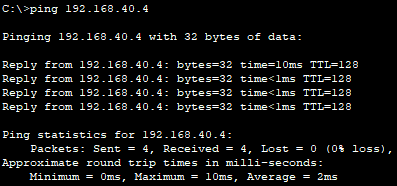 C:\>ping 192.168.40.4
Pinging 192.168.40.4 with 32 bytes of data:
Reply from 192.168.40.4: bytes=32 time=10ms TTL=128
Reply from 192.168.40.4: bytes=32 time<1ms TTL=128
Reply from 192.168.40.4: bytes=32 time<1ms TTL=128
Reply from 192.168.40.4: bytes=32 time<1ms TTL=128
Ping statistics for 192.168.40.4:
Packets: Sent = 4, Received = 4, Lost = 0 (0% loss),
Approximate round trip times in milli-seconds:
Minimum = 0ms, Maximum = 10ms, Average = 2ms